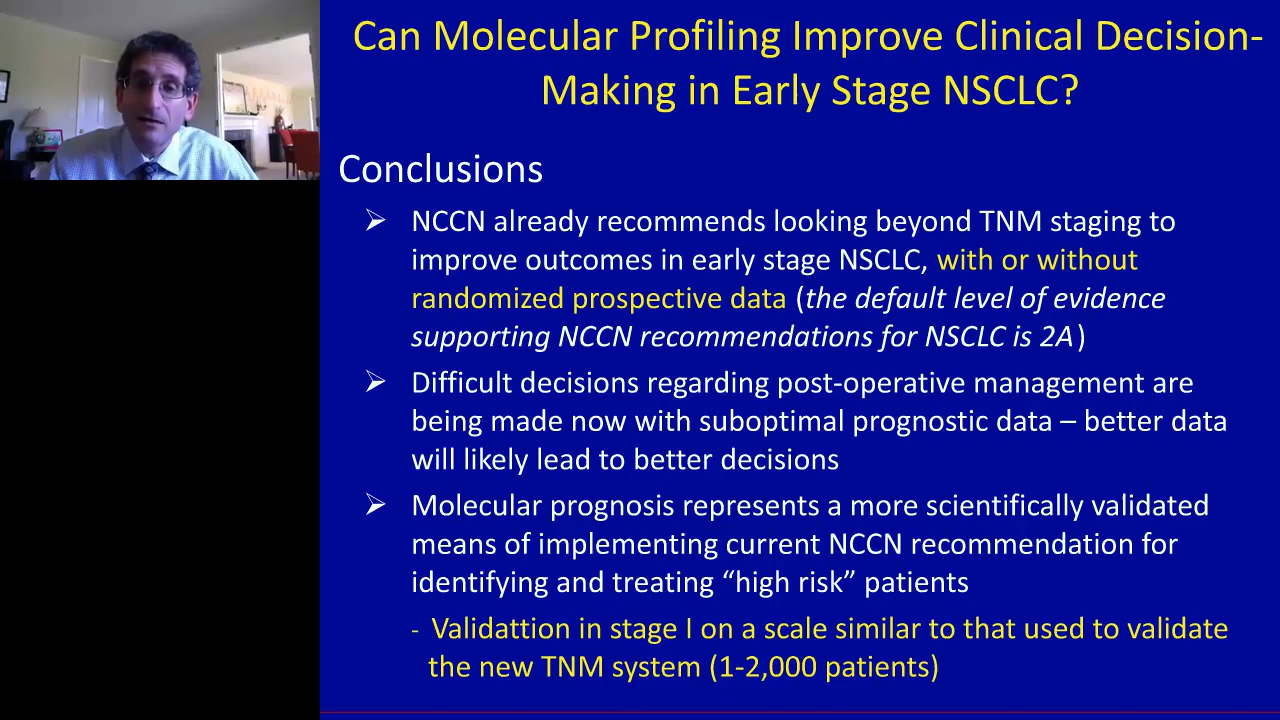 Can Molecular Profiling Improve Clinical Decision-
Making in Early Stage NSCLC?
Conclusions
➢ NCCN already recommends looking beyond TNM staging to
improve outcomes in early stage NSCLC, with or without
randomized prospective data (the default level of evidence
supporting NCCN recommendations for NSCLC is 2A)
➢ Difficult decisions regarding post-operative management are
being made now with suboptimal prognostic data – better data
will likely lead to better decisions
➢ Molecular prognosis represents a more scientifically validated
means of implementing current NCCN recommendation for
identifying and treating “high risk” patients
- Validattion in stage I on a scale similar to that used to validate
the new TNM system (1-2,000 patients)